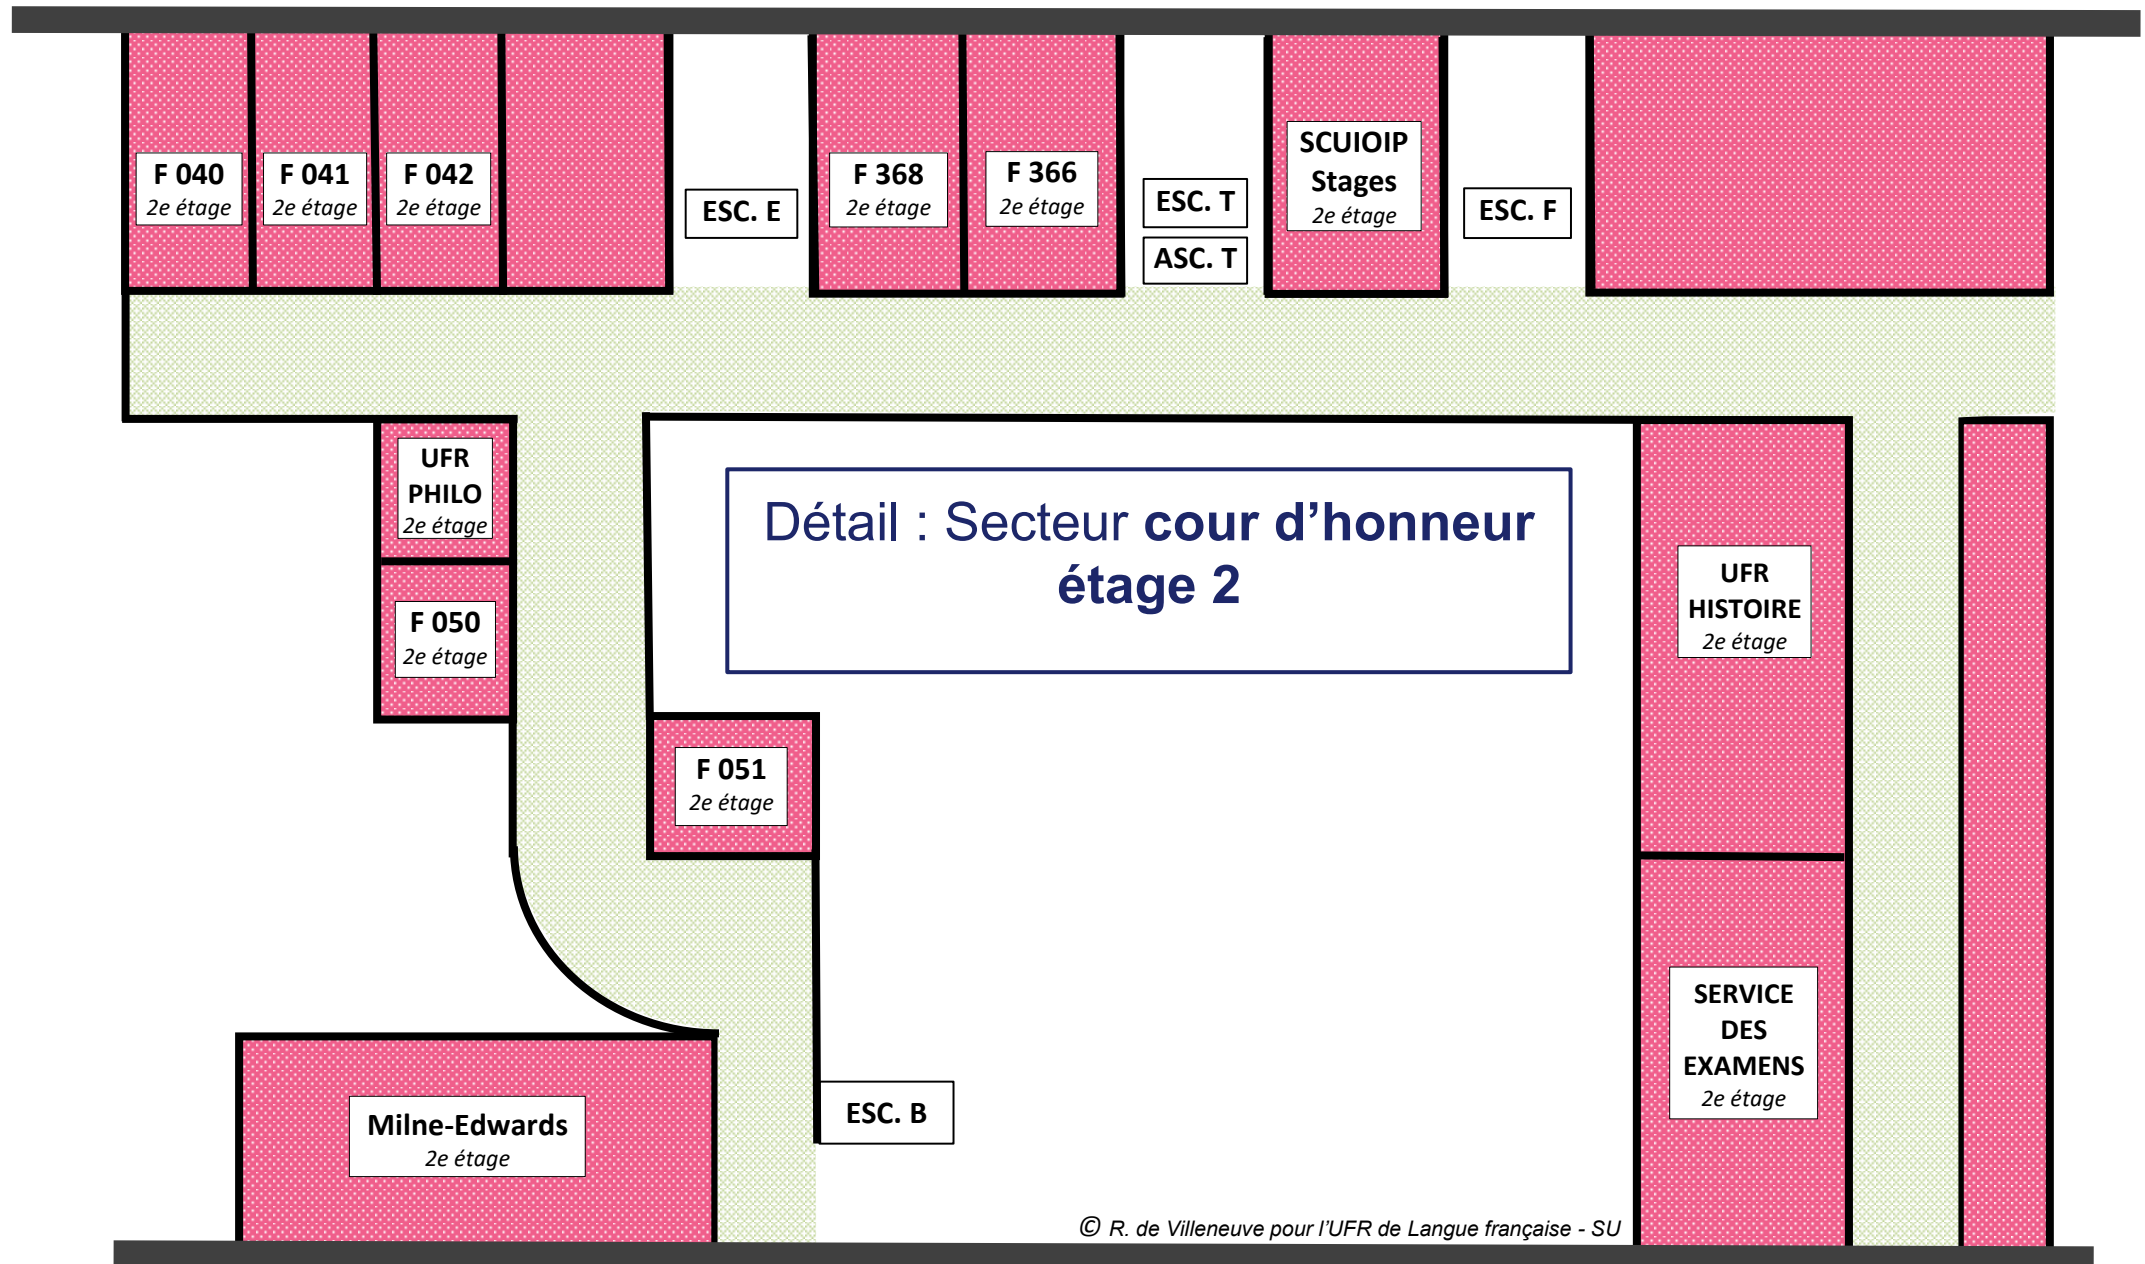 F 040
2e étage
F 041
2e étage
F 042
2e étage
ESC. E
F 368
2e étage
F 366
2e étage
ESC. T
ASC. T
SCUIOIP
Stages
2e étage
ESC. F
UFR
PHILO
2e étage
F 050
2e étage
F 051
2e étage
Détail : Secteur cour d’honneur
étage 2
UFR
HISTOIRE
2e étage
SERVICE
DES
EXAMENS
2e étage
Milne-Edwards
2e étage
ESC. B
© R. de Villeneuve pour l’UFR de Langue française - SU